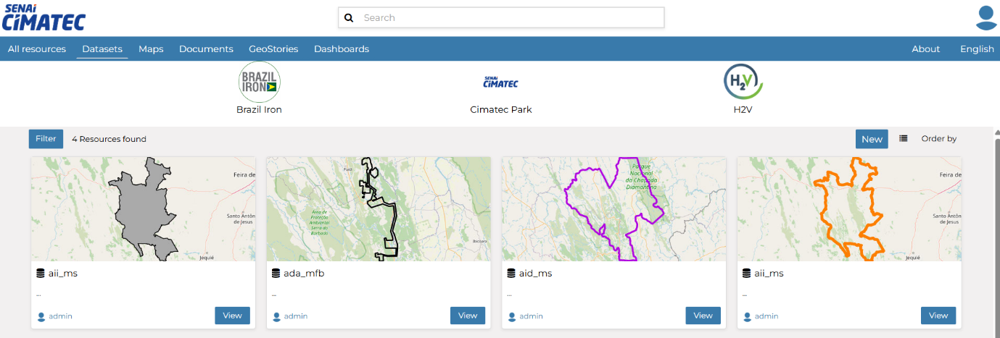 SENAI
CIMATEC
Search
All resources Datasets Maps Documents GeoStories Dashboards About English
BRAZIL
IRON
SENAI
CIMATEC
H2V
Brazil Iron Cimatec Park H2V
Filter 4 Resources found New Order by
Feira de
Santo Antôn
de Jesus
Jequié
Área de
Proteção
Ambiental
Serra do
Barbado
Ibicoara
Parque
Nacional
da Chapada
Diamantina
Feira de
Santo Antôn
de Jesus
Jequié
aii_ms ada_mfb aid_ms aii_ms
... ... ... ...
admin View admin View admin View admin View